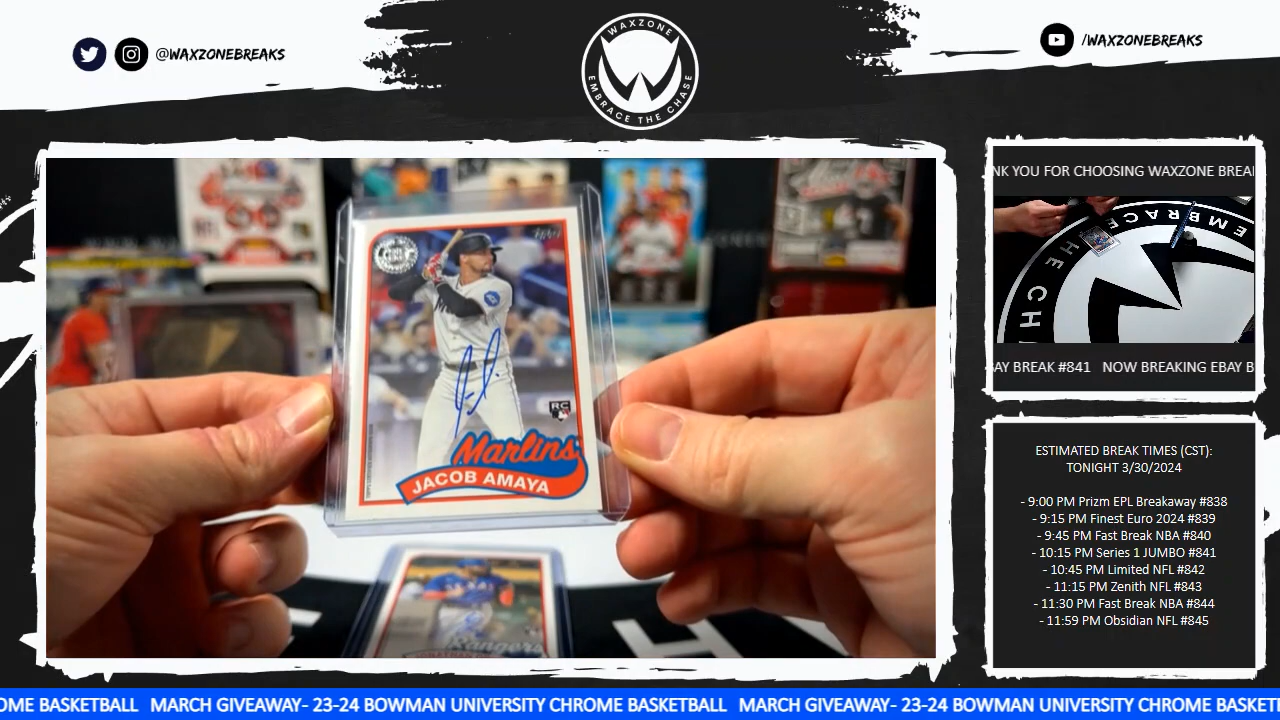 @WAXZONEBREAKS
WAXZONE
EMBRACE THE CHASE
/WAXZONEBREAKS
NK YOU FOR CHOOSING WAXZONE BREA
EMBRACE
THE CHA
AY BREAK #841 NOW BREAKING EBAY B
RC
Marlins
JACOB AMAYA
Rangers
ESTIMATED BREAK TIMES (CST):
TONIGHT 3/30/2024
- 9:00 PM Prizm EPL Breakaway #838
- 9:15 PM Finest Euro 2024 #839
- 9:45 PM Fast Break NBA #840
- 10:15 PM Series 1 JUMBO #841
- 10:45 PM Limited NFL #842
- 11:15 PM Zenith NFL #843
- 11:30 PM Fast Break NBA #844
- 11:59 PM Obsidian NFL #845
OME BASKETBALL MARCH GIVEAWAY- 23-24 BOWMAN UNIVERSITY CHROME BASKETBALL MARCH GIVEAWAY- 23-24 BOWMAN UNIVERSITY CHROME BASKET